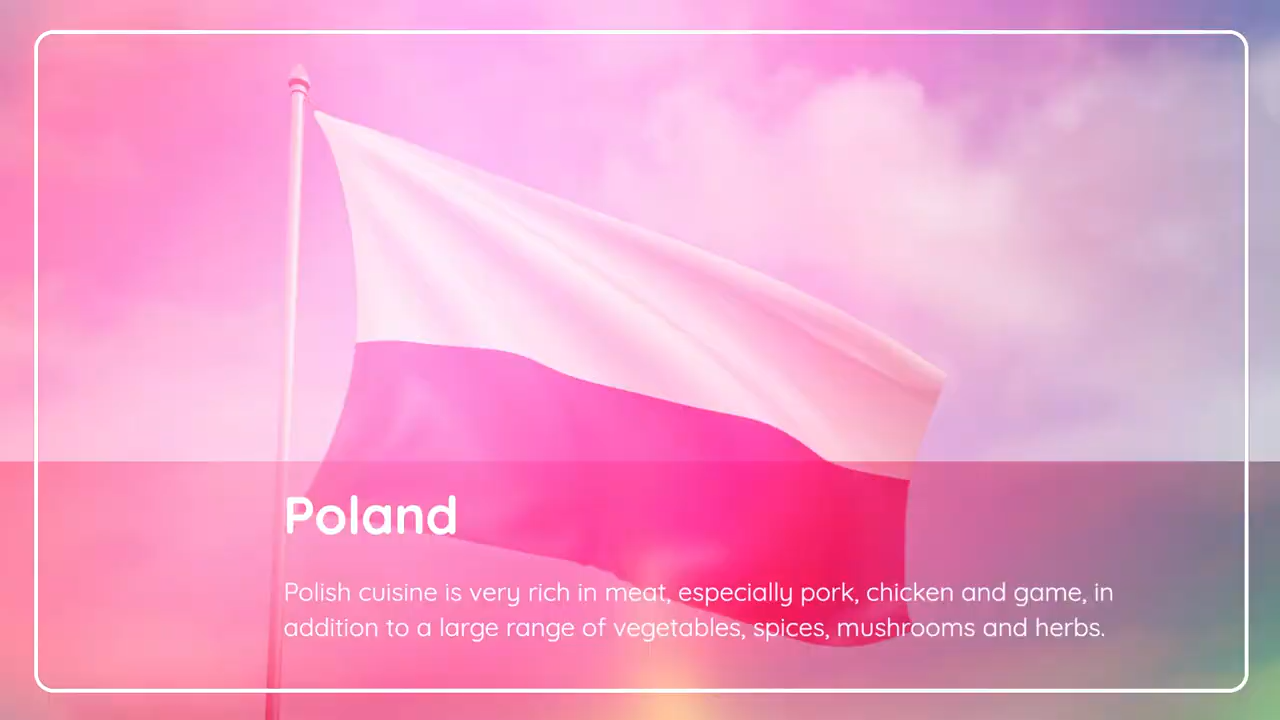 Poland
Polish cuisine is very rich in meat, especially pork, chicken and game, in
addition to a large range of vegetables, spices, mushrooms and herbs.